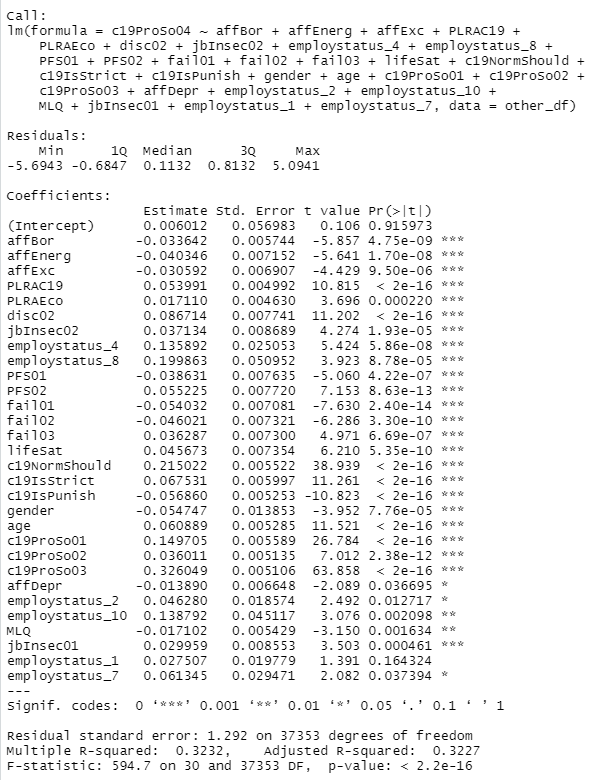 Call:
lm(formula = c19ProSo04 ~ affBor + affEnerg + affExc + PLRAC19 +
PLRAEco + disc02 + jbInsec02 + employstatus_4 + employstatus_8 +
PFS01 + PFS02 + fail01 + fail02 + fail03 + lifeSat + c19NormShould +
c19IsStrict + c19IsPunish + gender + age + c19ProSo01 + c19ProSo02 +
c19ProSo03 + affDepr + employstatus_2 + employstatus_10 +
MLQ + jbInsec01 + employstatus_1 + employstatus_7, data = other_df)
Residuals:
Min 1Q Median 3Q Max
-5.6943 -0.6847 0.1132 0.8132 5.0941
Coefficients:
Estimate Std. Error t value Pr(>|t|)
(Intercept) 0.006012 0.056983 0.106 0.915973
affBor -0.033642 0.005744 -5.857 4.75e-09 ***
affEnerg -0.040346 0.007152 -5.641 1.70e-08 ***
affExc -0.030592 0.006907 -4.429 9.50e-06 ***
PLRAC19 0.053991 0.004992 10.815 < 2e-16 ***
PLRAEco 0.017110 0.004630 3.696 0.000220 ***
disc02 0.086714 0.007741 11.202 < 2e-16 ***
jbInsec02 0.037134 0.008689 4.274 1.93e-05 ***
employstatus_4 0.135892 0.025053 5.424 5.86e-08 ***
employstatus_8 0.199863 0.050952 3.923 8.78e-05 ***
PFS01 -0.038631 0.007635 -5.060 4.22e-07 ***
PFS02 0.055225 0.007720 7.153 8.63e-13 ***
fail01 -0.054032 0.007081 -7.630 2.40e-14 ***
fail02 -0.046021 0.007321 -6.286 3.30e-10 ***
fail03 0.036287 0.007300 4.971 6.69e-07 ***
lifeSat 0.045673 0.007354 6.210 5.35e-10 ***
c19NormShould 0.215022 0.005522 38.939 < 2e-16 ***
c19IsStrict 0.067531 0.005997 11.261 < 2e-16 ***
c19IsPunish -0.056860 0.005253 -10.823 < 2e-16 ***
gender -0.054747 0.013853 -3.952 7.76e-05 ***
age 0.060889 0.005285 11.521 < 2e-16 ***
c19ProSo01 0.149705 0.005589 26.784 < 2e-16 ***
c19ProSo02 0.036011 0.005135 7.012 2.38e-12 ***
c19ProSo03 0.326049 0.005106 63.858 < 2e-16 ***
affDepr -0.013890 0.006648 -2.089 0.036695 *
employstatus_2 0.046280 0.018574 2.492 0.012717 *
employstatus_10 0.138792 0.045117 3.076 0.002098 **
MLQ -0.017102 0.005429 -3.150 0.001634 **
jbInsec01 0.029959 0.008553 3.503 0.000461 ***
employstatus_1 0.027507 0.019779 1.391 0.164324
employstatus_7 0.061345 0.029471 2.082 0.037394 *
---
Signif. codes: 0 ‘***’ 0.001 ‘**’ 0.01 ‘*’ 0.05 ‘.’ 0.1 ‘ ’ 1
Residual standard error: 1.292 on 37353 degrees of freedom
Multiple R-squared: 0.3232, Adjusted R-squared: 0.3227
F-statistic: 594.7 on 30 and 37353 DF, p-value: < 2.2e-16